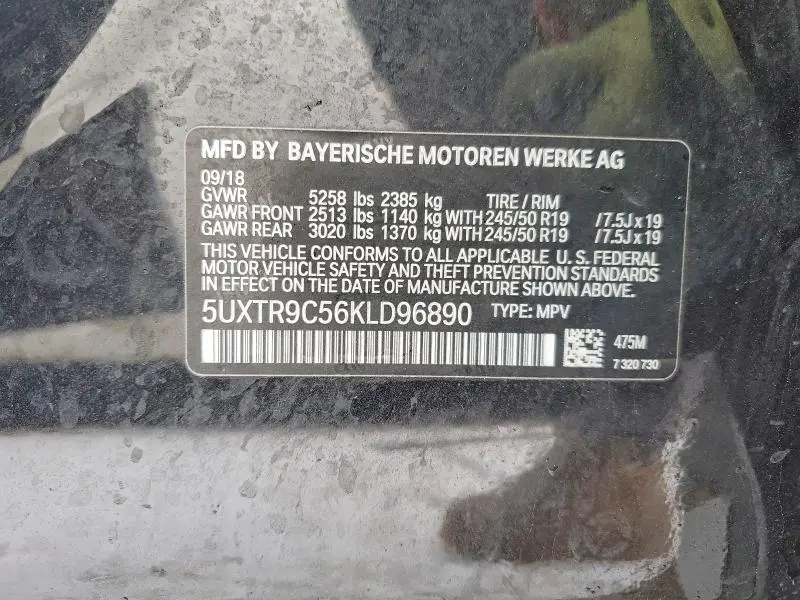 MFD BY BAYERISCHE MOTOREN WERKE AG
09/18
GVWR 5258 lbs 2385 kg TIRE / RIM
GAWR FRONT 2513 lbs 1140 kg WITH 245/50 R19 /7.5J x 19
GAWR REAR 3020 lbs 1370 kg WITH 245/50 R19 /7.5J x 19
THIS VEHICLE CONFORMS TO ALL APPLICABLE U. S. FEDERAL
MOTOR VEHICLE SAFETY AND THEFT PREVENTION STANDARDS
IN EFFECT ON THE DATE OF MANUFACTURE SHOWN ABOVE.
5UXTR9C56KLD96890 TYPE: MPV
475M
7 320 730